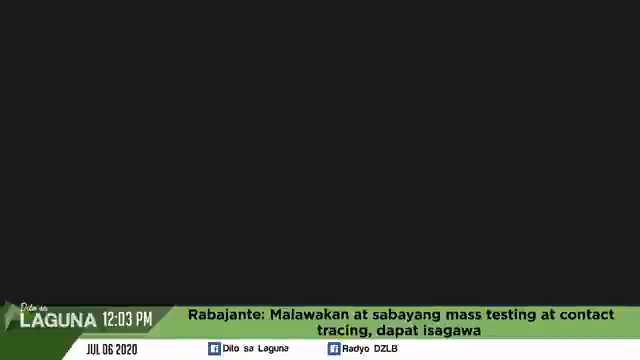 Dito sa
LAGUNA 12:03 PM
Rabajante: Malawakan at sabayang mass testing at contact
tracing, dapat isagawa
JUL 06 2020
Dito sa Laguna
Radyo DZLB